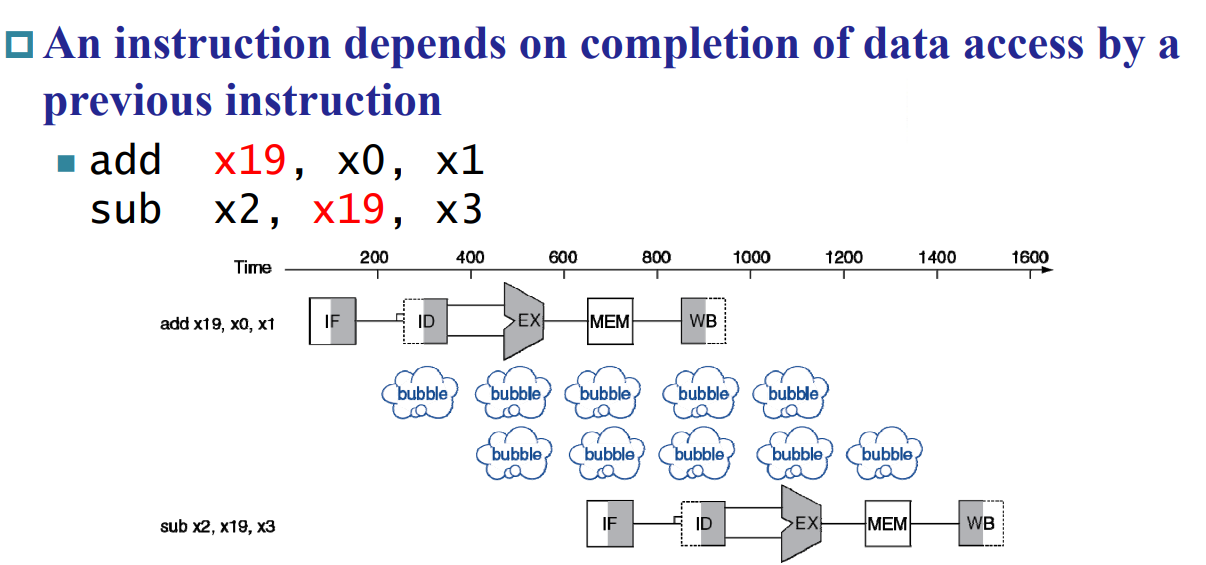 An instruction depends on completion of data access by a
previous instruction
add x19, x0, x1
sub x2, x19, x3
Time 200 400 600 800 1000 1200 1400 1600
add x19, x0, x1 IF ID EX MEM WB
bubble bubble bubble bubble bubble
bubble bubble bubble bubble bubble
sub x2, x19, x3 IF ID EX MEM WB